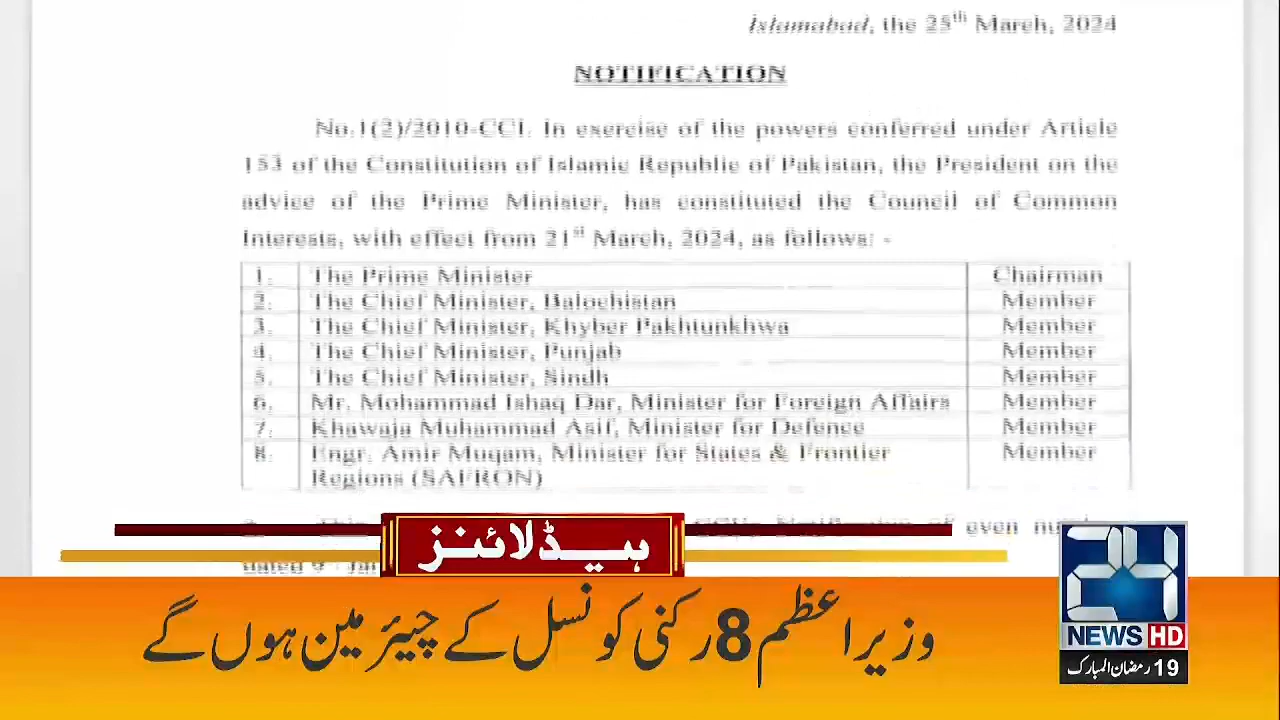 Islamabad, the 25th March, 2024
NOTIFICATION
No.1(2)/2010-CCI. In exercise of the powers conferred under Article
153 of the Constitution of Islamic Republic of Pakistan, the President on the
advice of the Prime Minister, has constituted the Council of Common
Interests, with effect from 21st March, 2024, as follows: -
1. The Prime Minister Chairman
2. The Chief Minister, Balochistan Member
3. The Chief Minister, Khyber Pakhtunkhwa Member
4. The Chief Minister, Punjab Member
5. The Chief Minister, Sindh Member
6. Mr. Mohammad Ishaq Dar, Minister for Foreign Affairs Member
7. Khawaja Muhammad Asif, Minister for Defence Member
8. Engr. Amir Muqam, Minister for States & Frontier Member
Regions (SAFRON)
of even
dated
ہیڈلائنز
وزیراعظم 8 رکنی کونسل کے چیئرمین ہوں گے
24
NEWS HD
19 رمضان المبارک